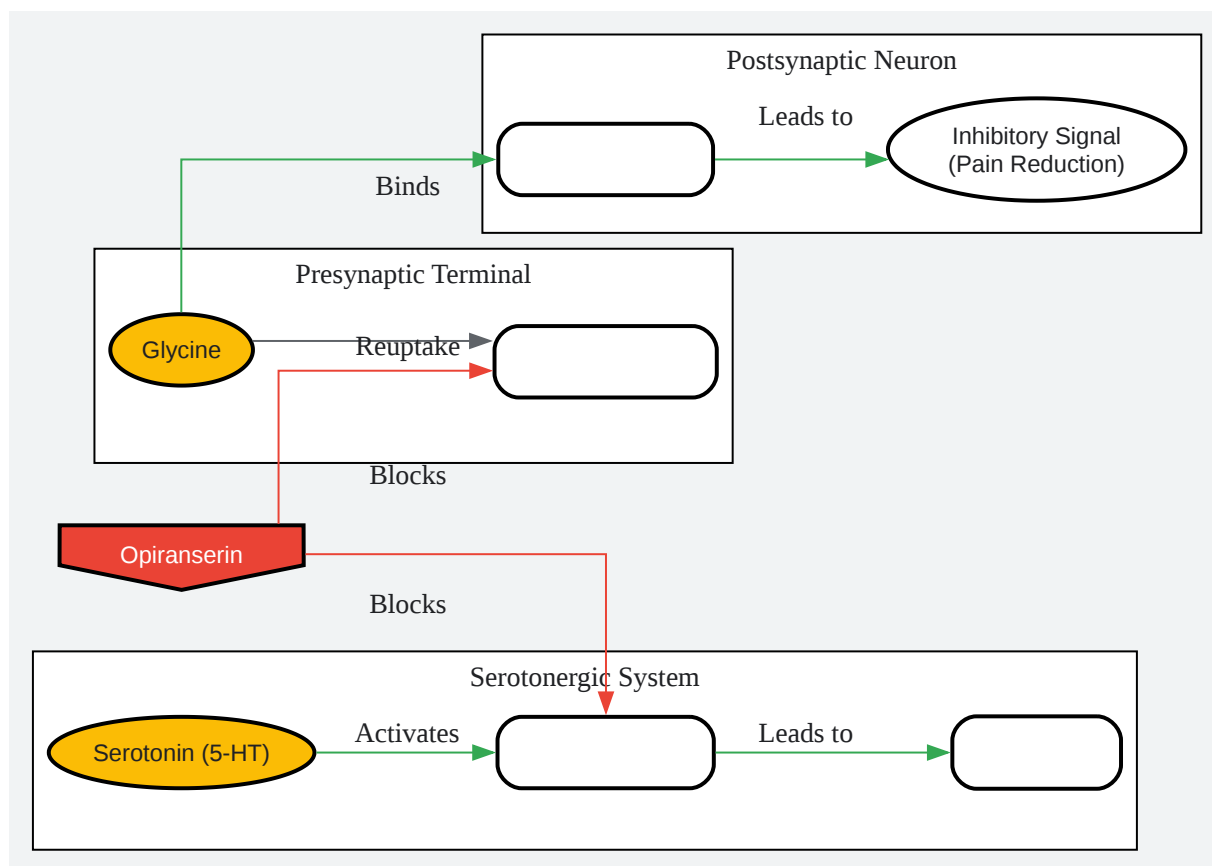 Postsynaptic Neuron
Leads to
Inhibitory Signal
(Pain Reduction)
Binds
Presynaptic Terminal
Glycine
Reuptake
Blocks
Opiranserin
Blocks
Serotonergic System
Serotonin (5-HT)
Activates
Leads to